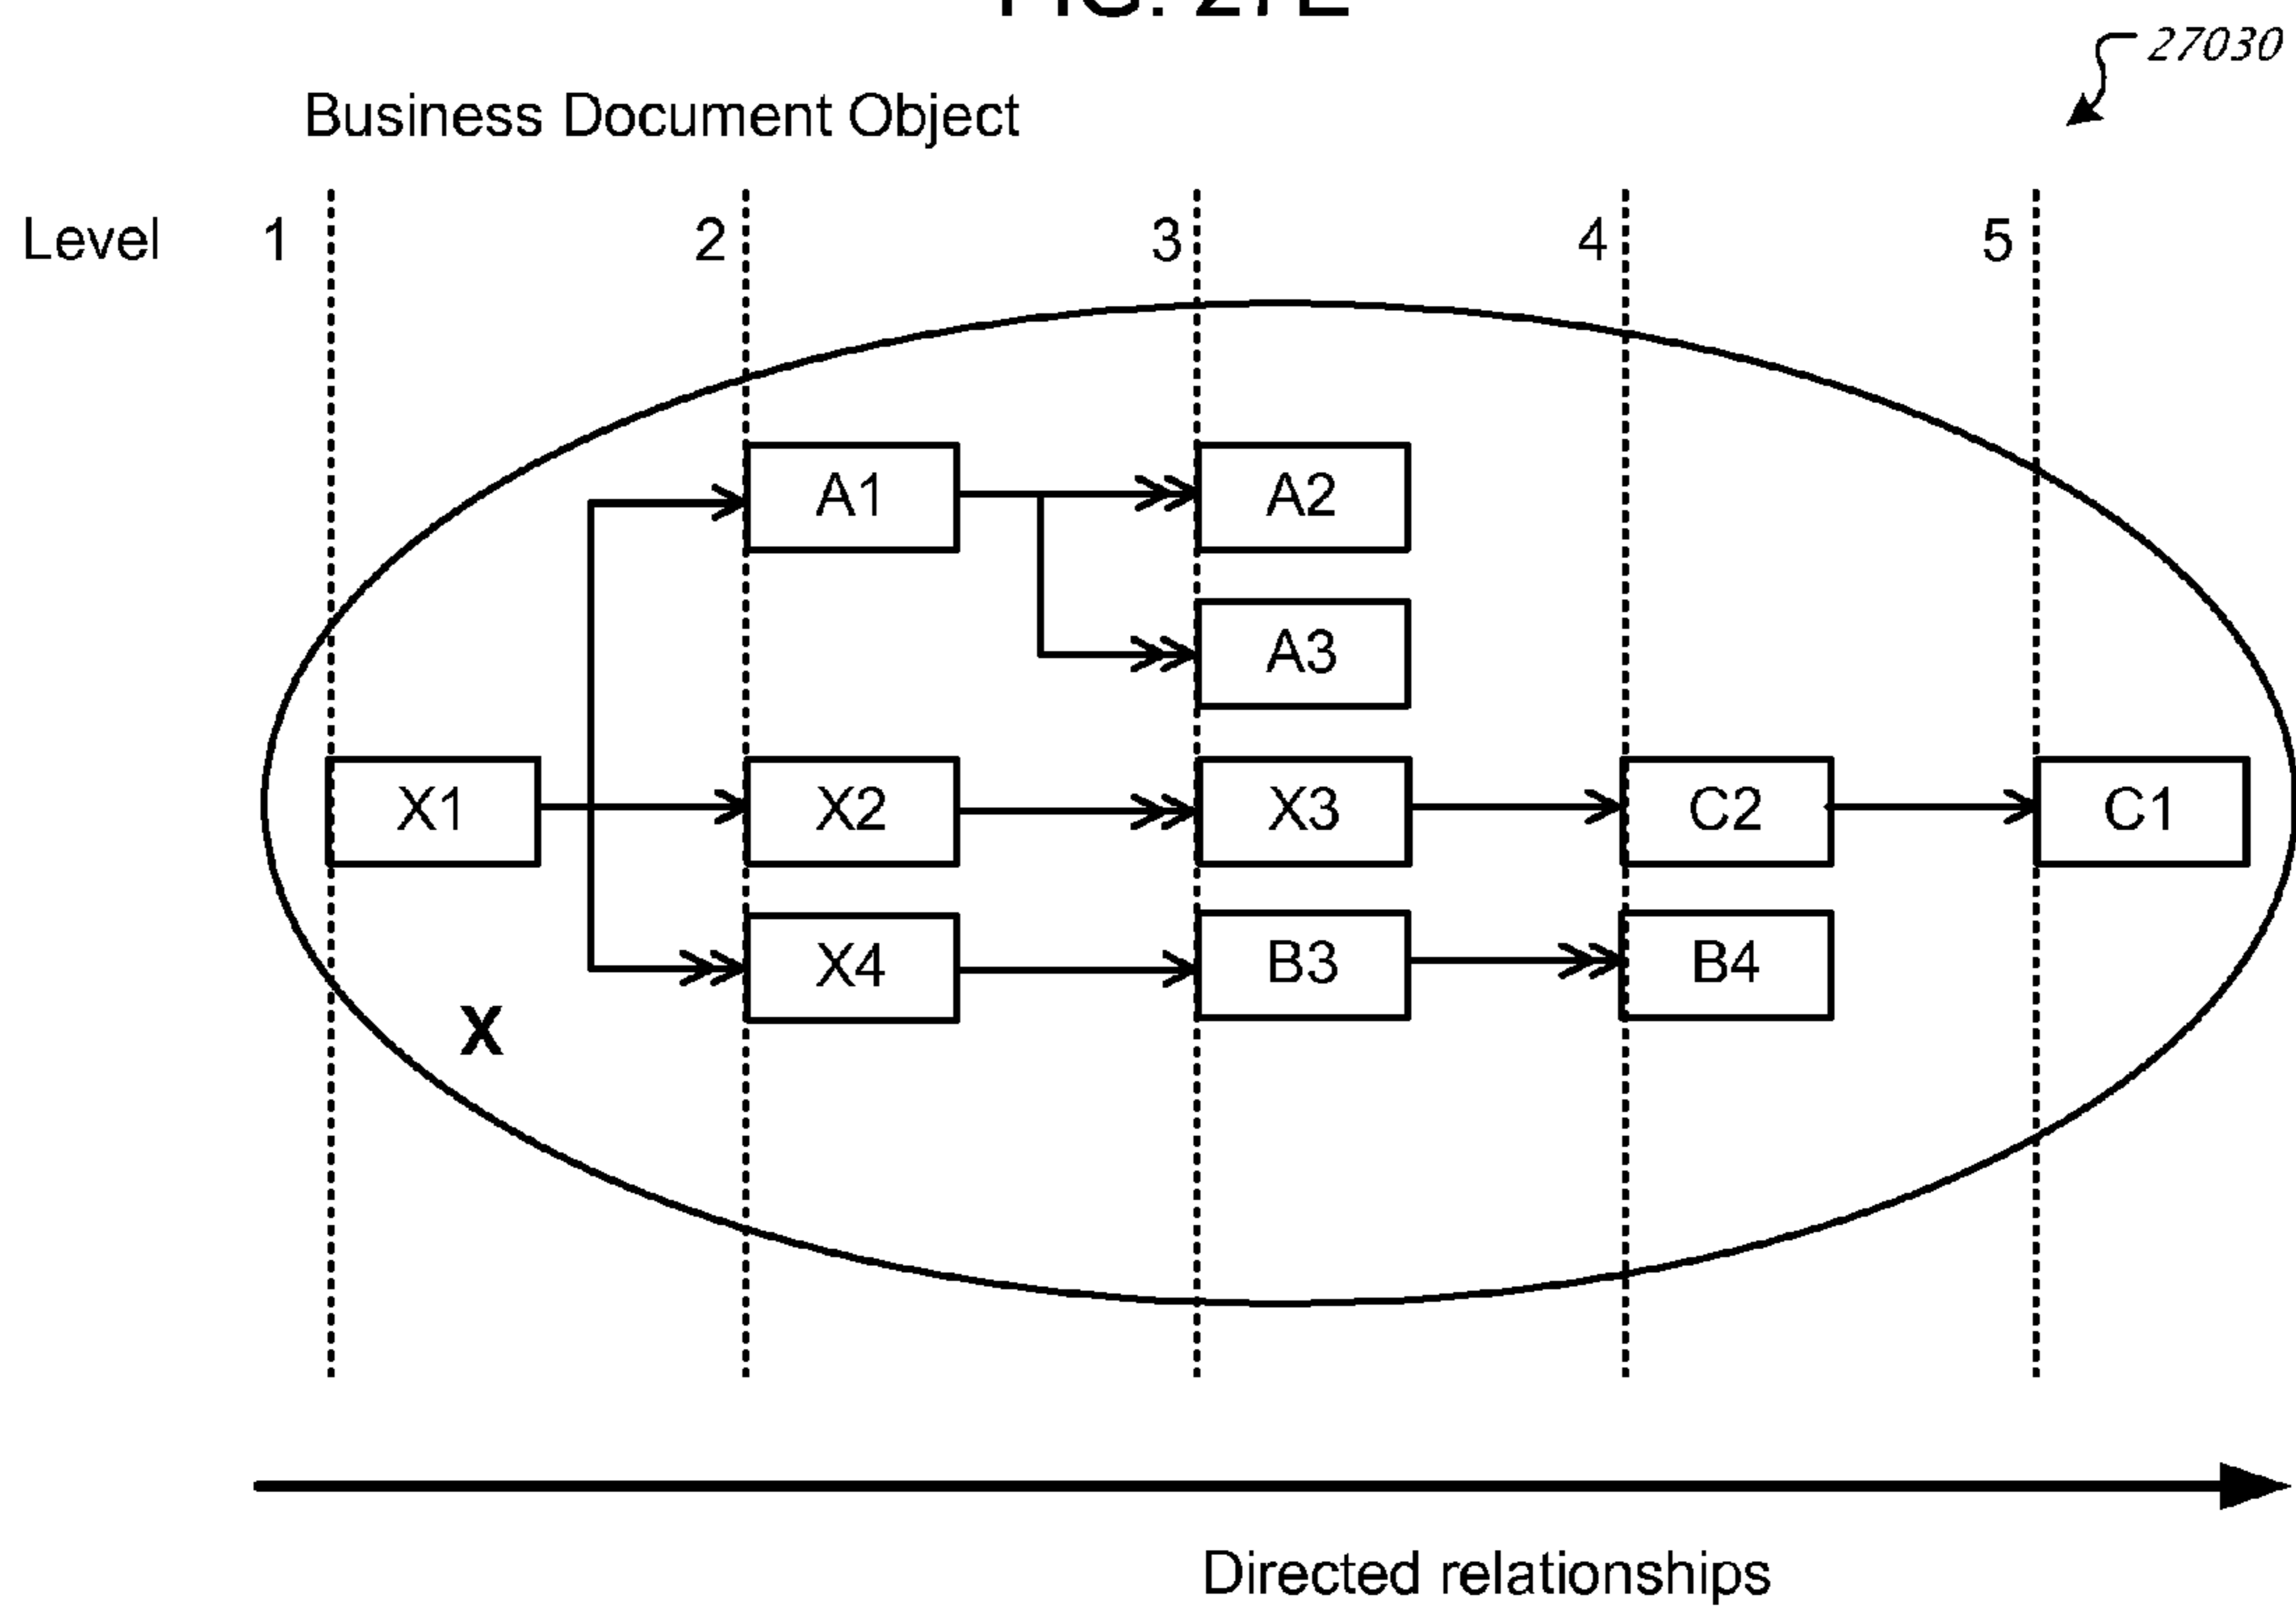 27030
Business Document Object
Level 1 2 3 4 5
A1 A2
A3
X1 X2 X3 C2 C1
X4 B3 B4
X
Directed relationships